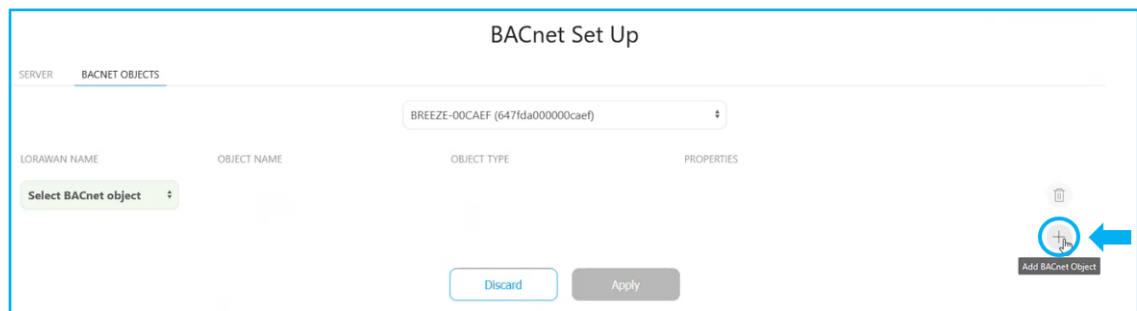 BACnet Set Up
SERVER BACNET OBJECTS
BREEZE-00CAEF (647fda000000caef)
LORAWAN NAME OBJECT NAME OBJECT TYPE PROPERTIES
Select BACnet object
Add BACnet Object
Discard Apply